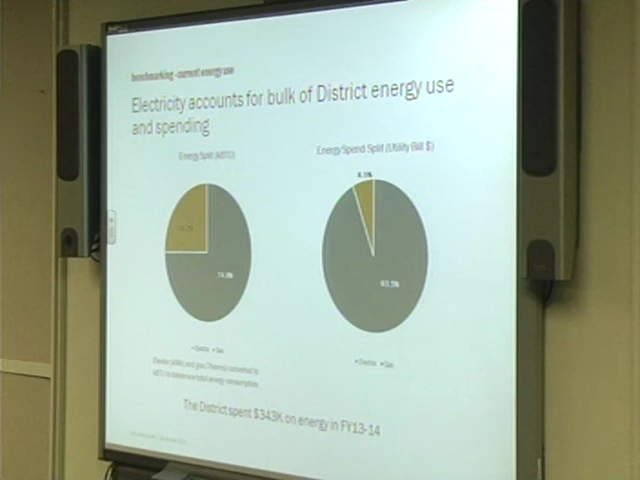 benchmarking - current energy use
Electricity accounts for bulk of District energy use
and spending
Energy Split (kBTU)
Energy Spend Split (Utility Bill $)
Electric Gas
Electric Gas
Electric (kWh) and gas (Therms) converted to
kBTU to determine total energy consumption
The District spent $343K on energy in FY13-14